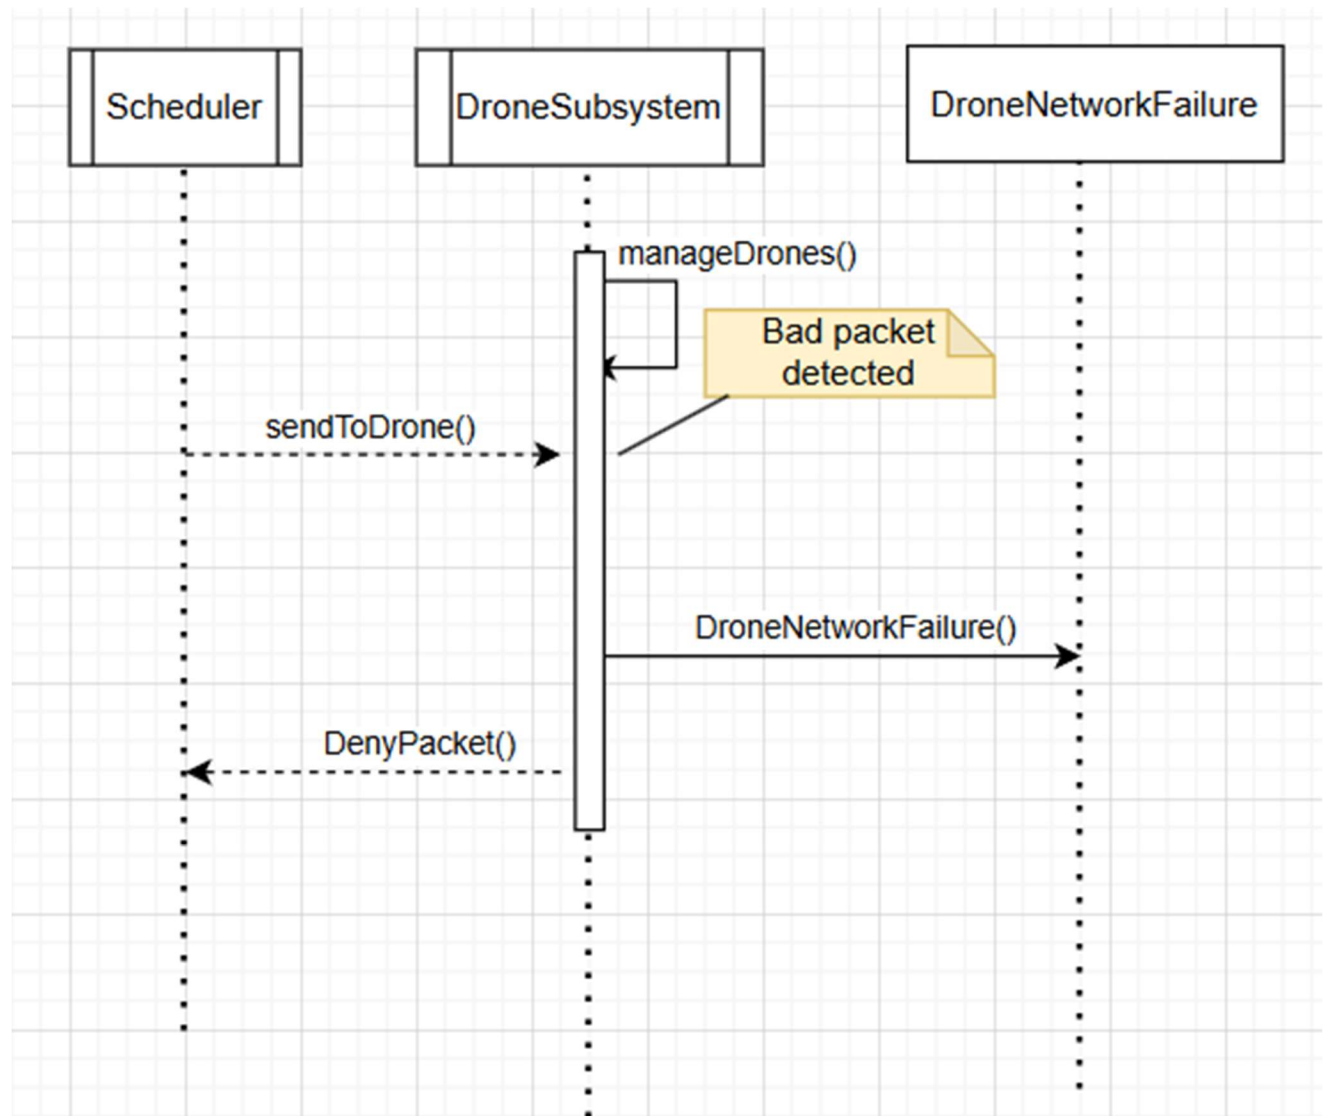 Scheduler
DroneSubsystem
DroneNetworkFailure
manageDrones()
Bad packet
detected
sendToDrone()
DroneNetworkFailure()
DenyPacket()